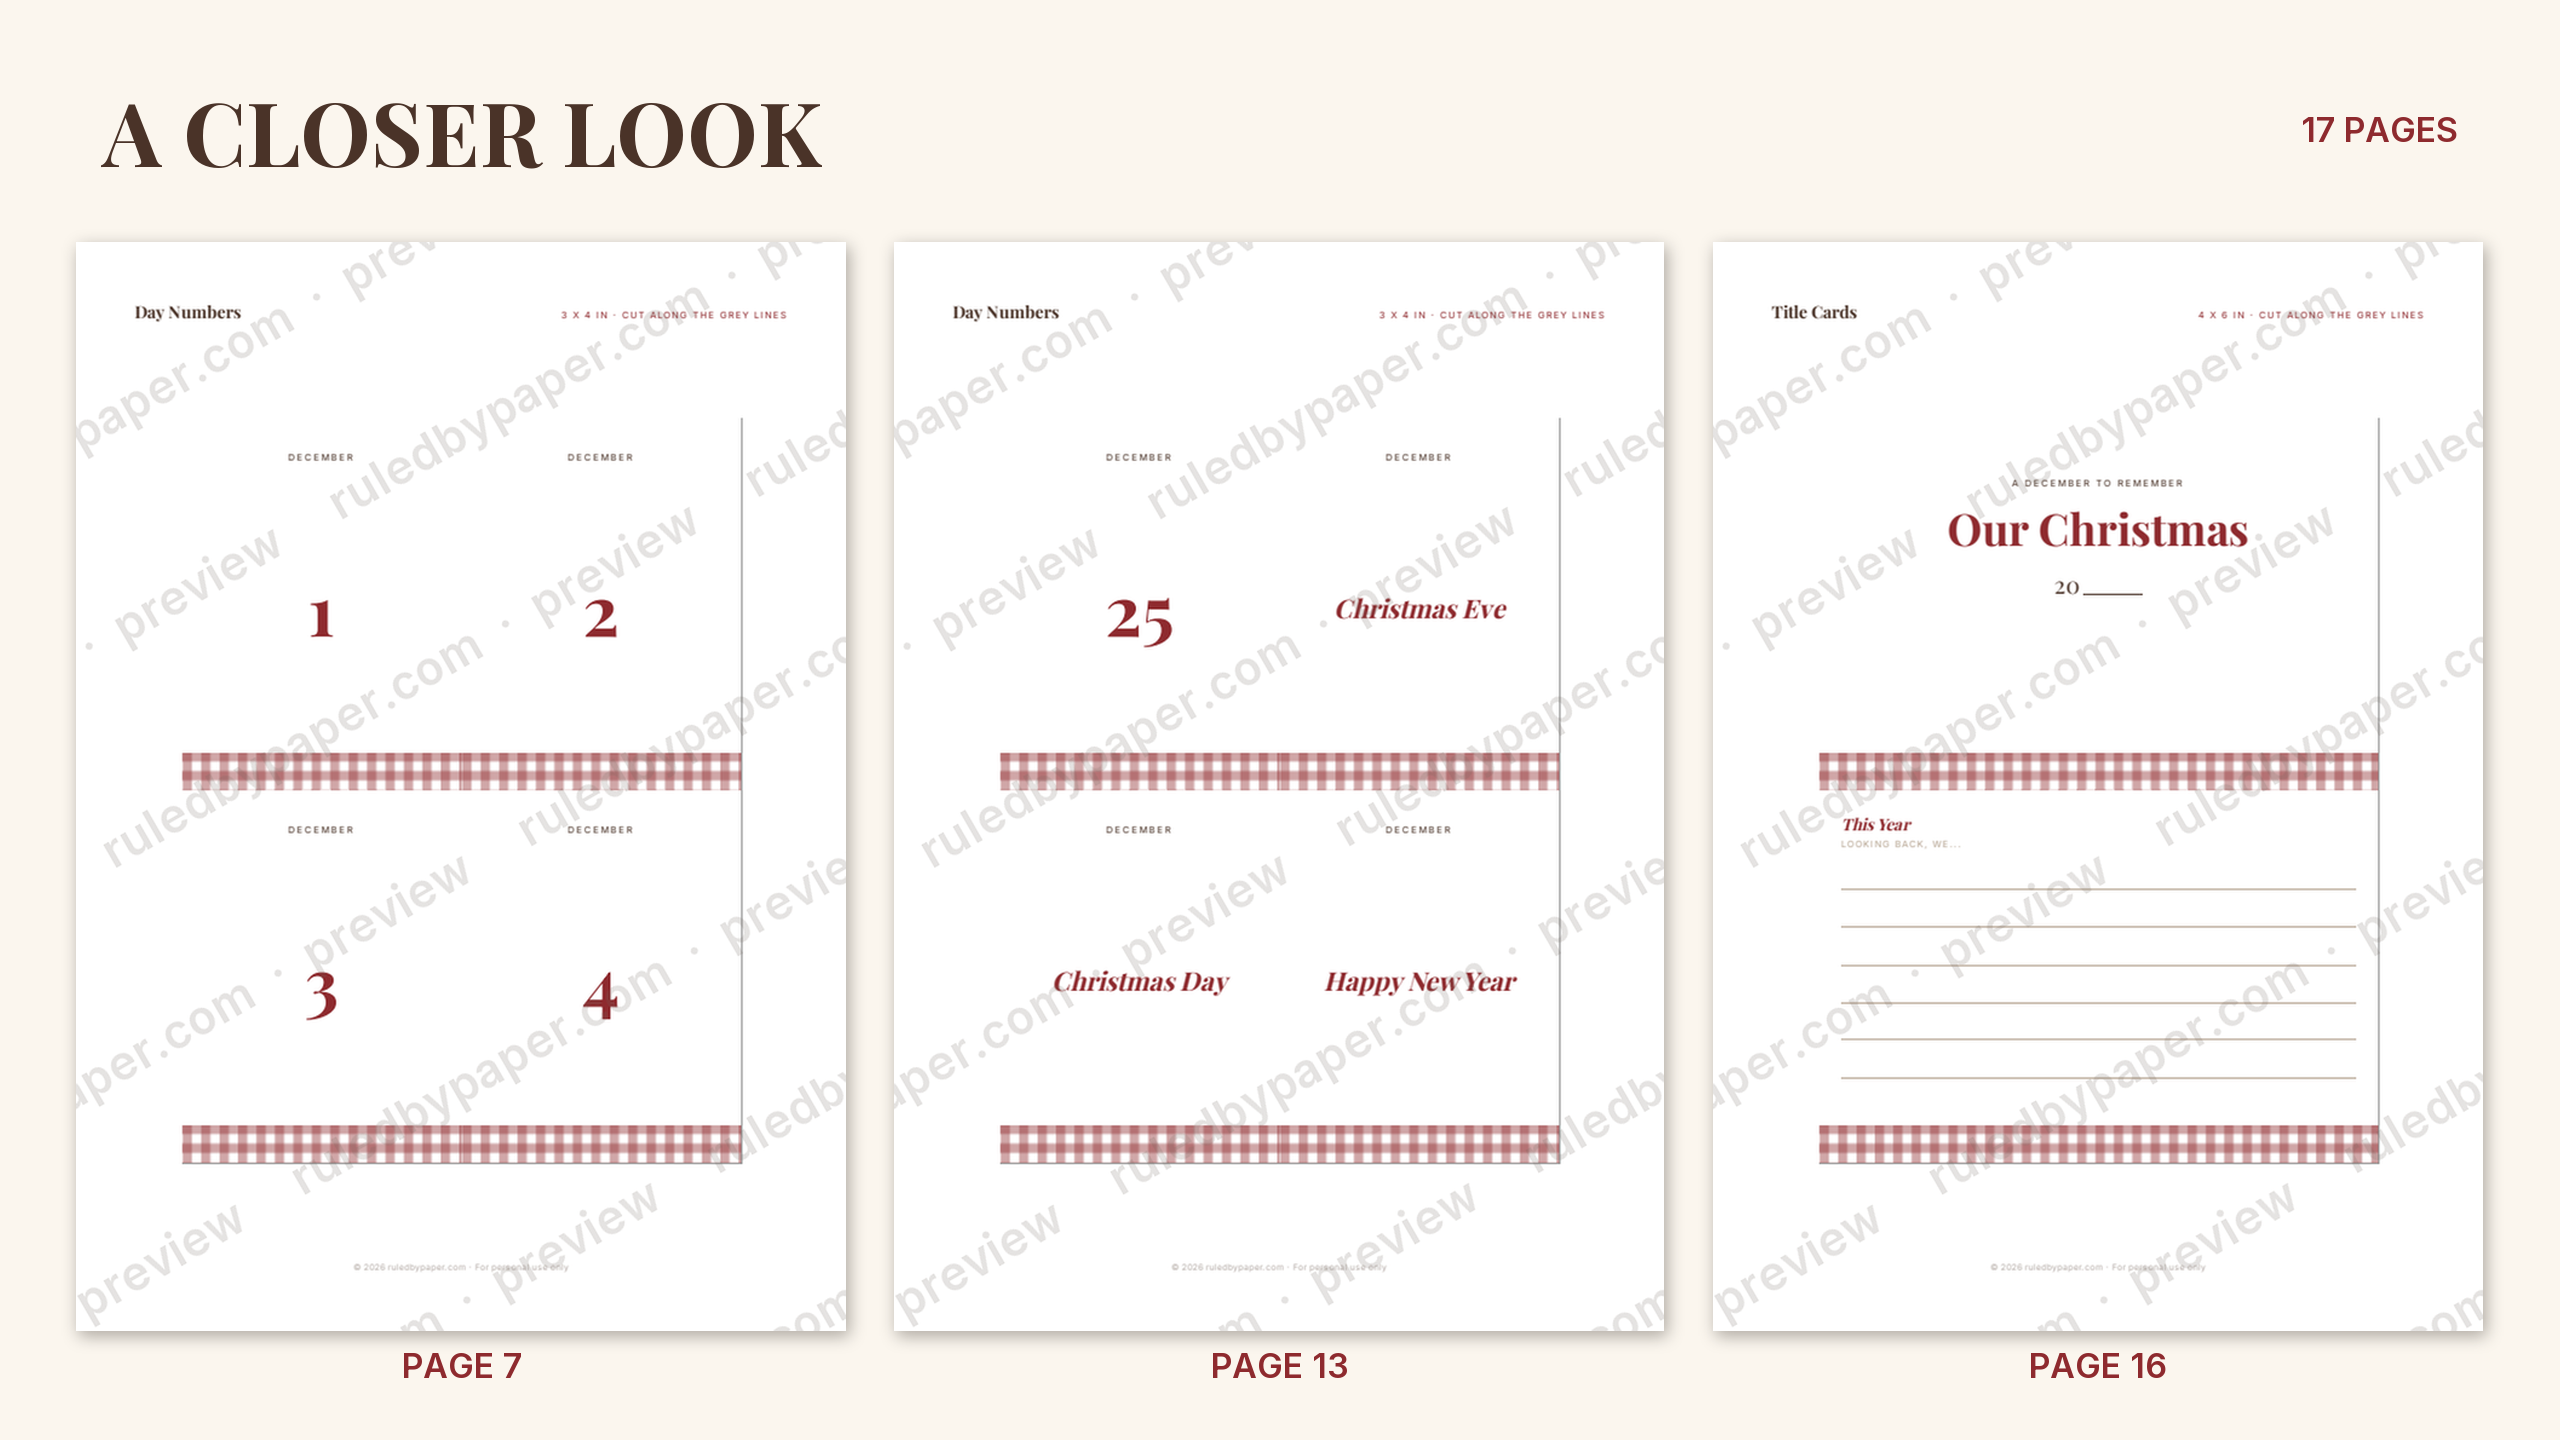 A CLOSER LOOK
17 PAGES
Day Numbers
3 X 4 IN · CUT ALONG THE GREY LINES
DECEMBER
DECEMBER
1
2
DECEMBER
DECEMBER
3
4
© 2026 ruledbypaper.com · For personal use only
PAGE 7
Day Numbers
3 X 4 IN · CUT ALONG THE GREY LINES
DECEMBER
DECEMBER
25
Christmas Eve
DECEMBER
DECEMBER
Christmas Day
Happy New Year
© 2026 ruledbypaper.com · For personal use only
PAGE 13
Title Cards
4 X 6 IN · CUT ALONG THE GREY LINES
A DECEMBER TO REMEMBER
Our Christmas
20
This Year
LOOKING BACK, WE...
© 2026 ruledbypaper.com · For personal use only
PAGE 16
ruledbypaper.com · preview